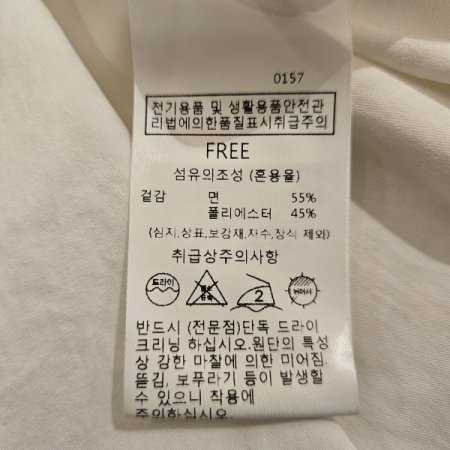 0157
전기용품 및 생활용품안전관
리법에의한품질표시취급주의
FREE
섬유의조성 (혼용율)
겉감 면 55%
폴리에스터 45%
(심지,상표,보강재,자수,장식 제외)
취급상주의사항
드라이 2
반드시 (전문점)단독 드라이
크리닝 하십시오.원단의 특성
상 강한 마찰에 의한 미어짐
뜯김, 보푸라기 등이 발생할
수 있으니 착용에
주의하십시오.